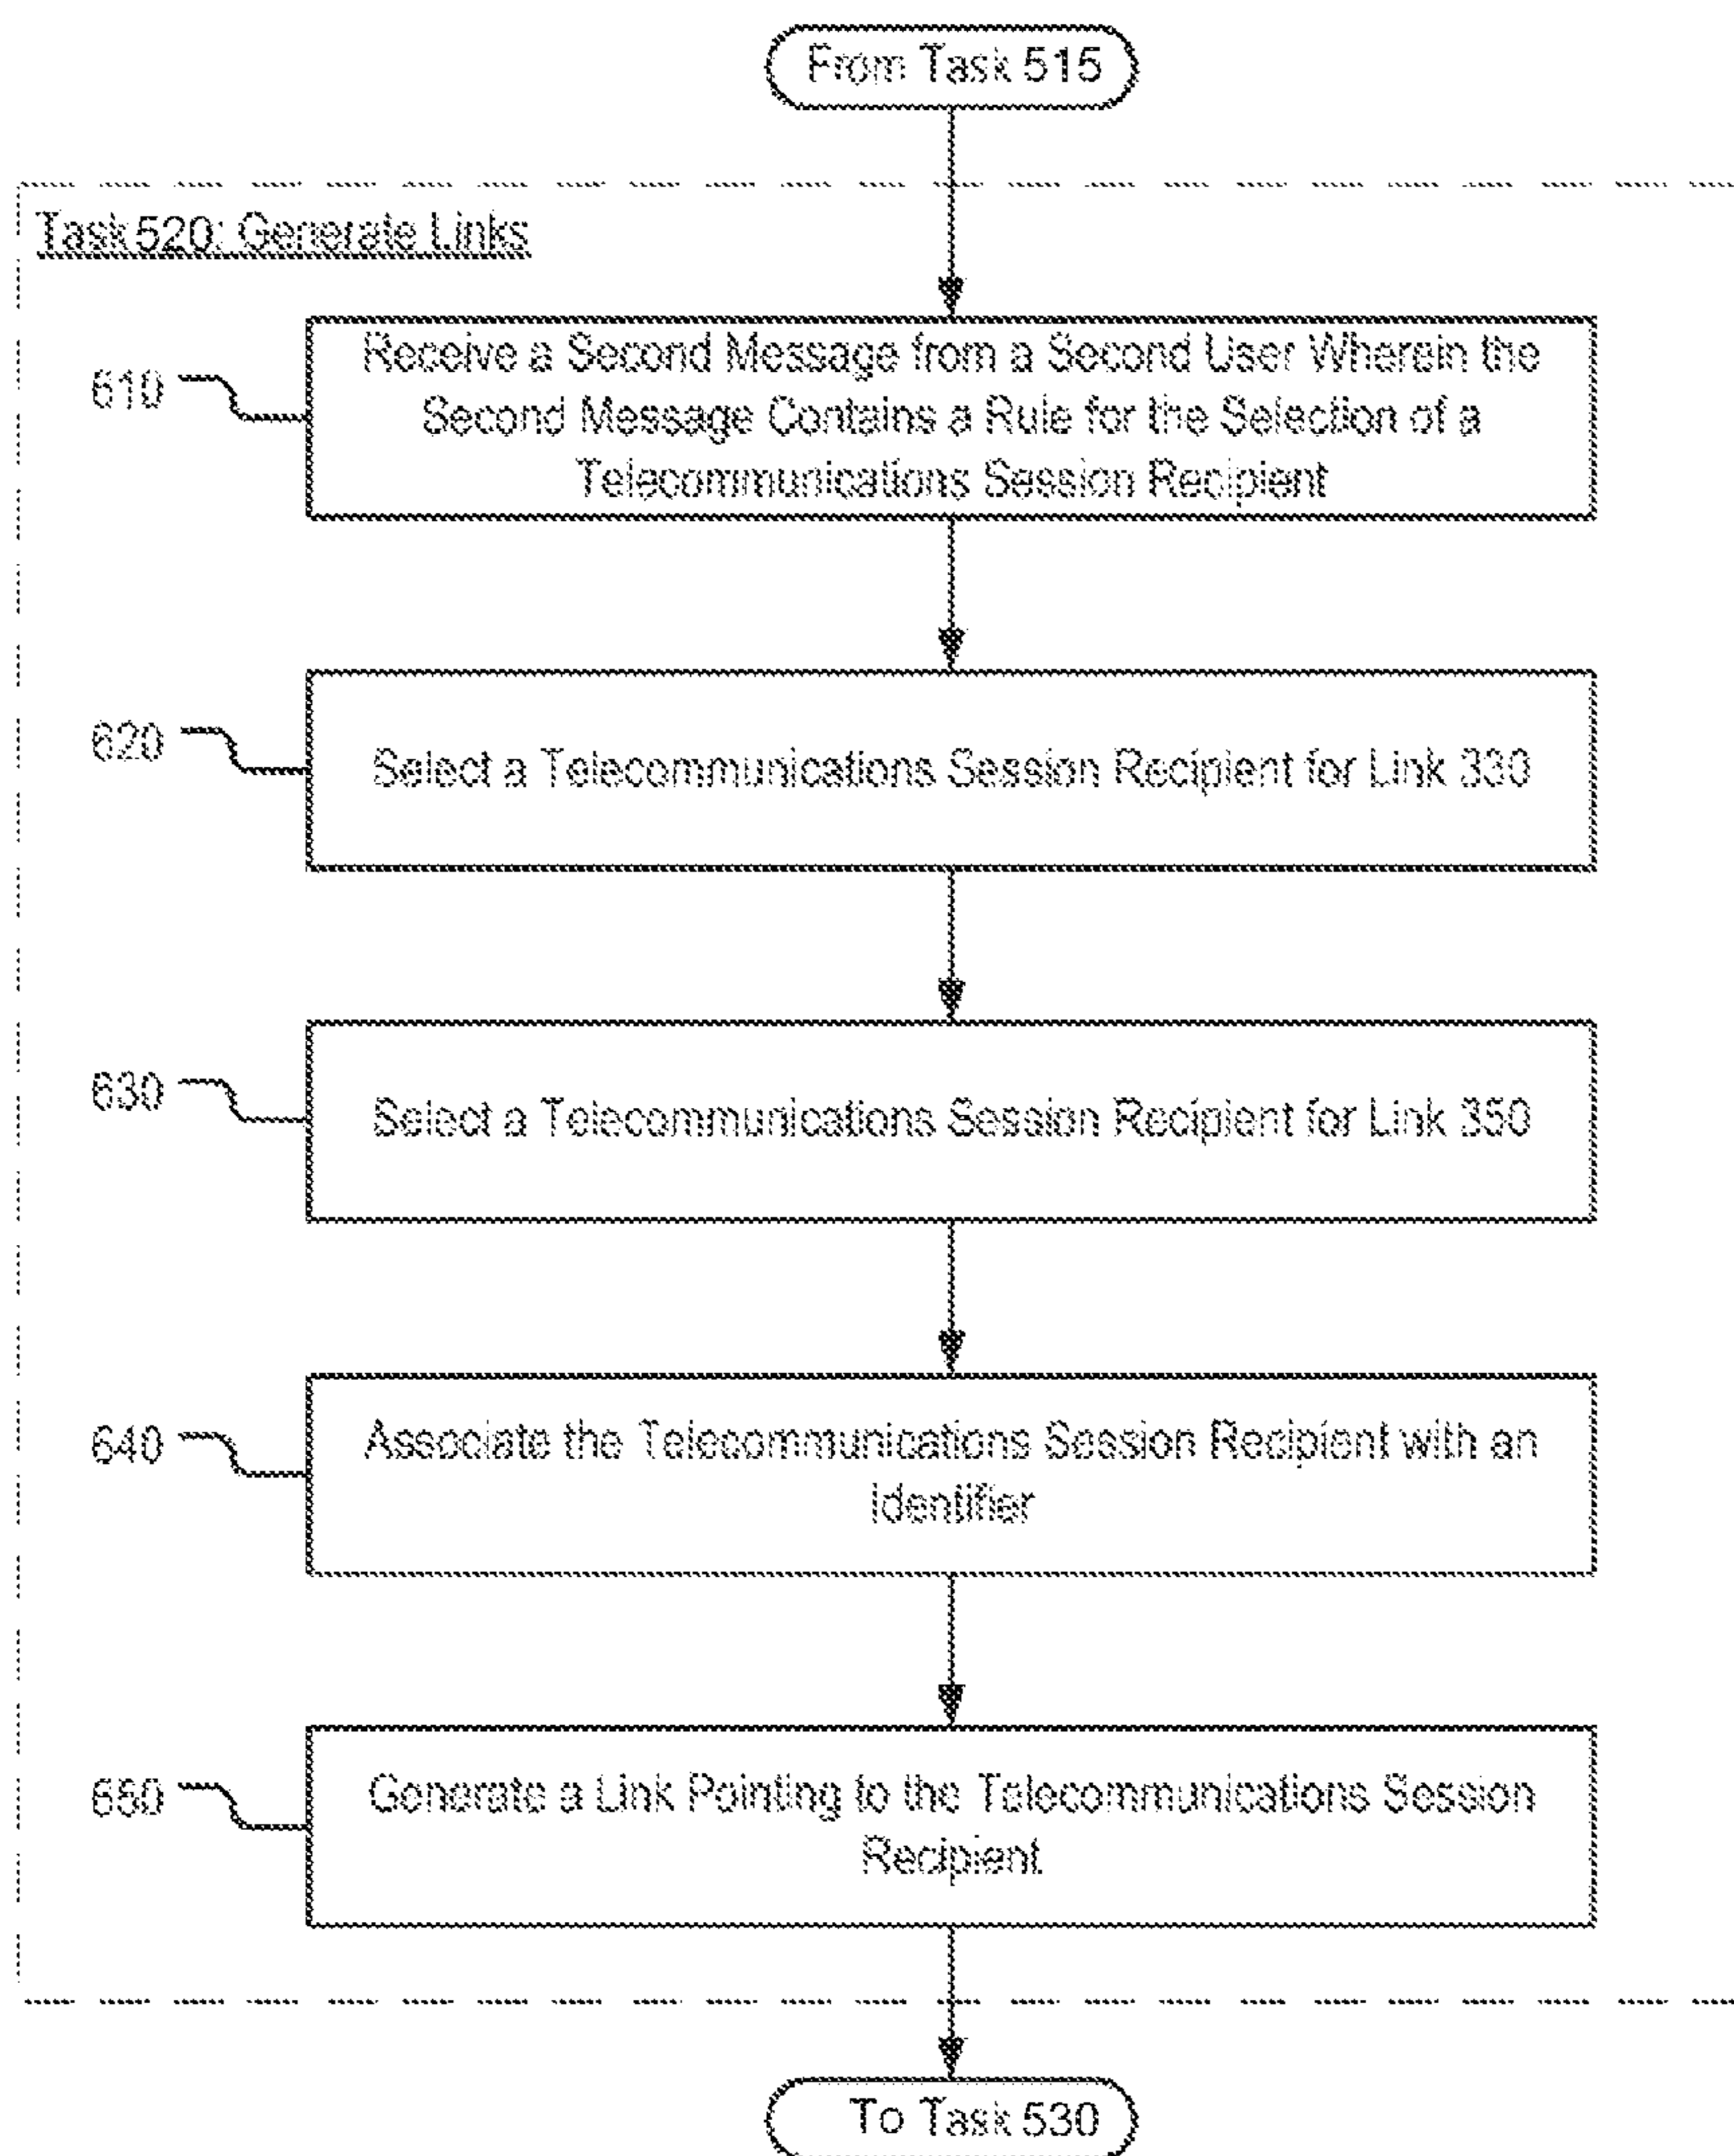 From Task 515
Task 520: Generate Links
610
Receive a Second Message from a Second User Wherein the
Second Message Contains a Rule for the Selection of a
Telecommunications Session Recipient
620
Select a Telecommunications Session Recipient for Link 330
630
Select a Telecommunications Session Recipient for Link 350
640
Associate the Telecommunications Session Recipient with an
Identifier
650
Generate a Link Pointing to the Telecommunications Session
Recipient
To Task 530